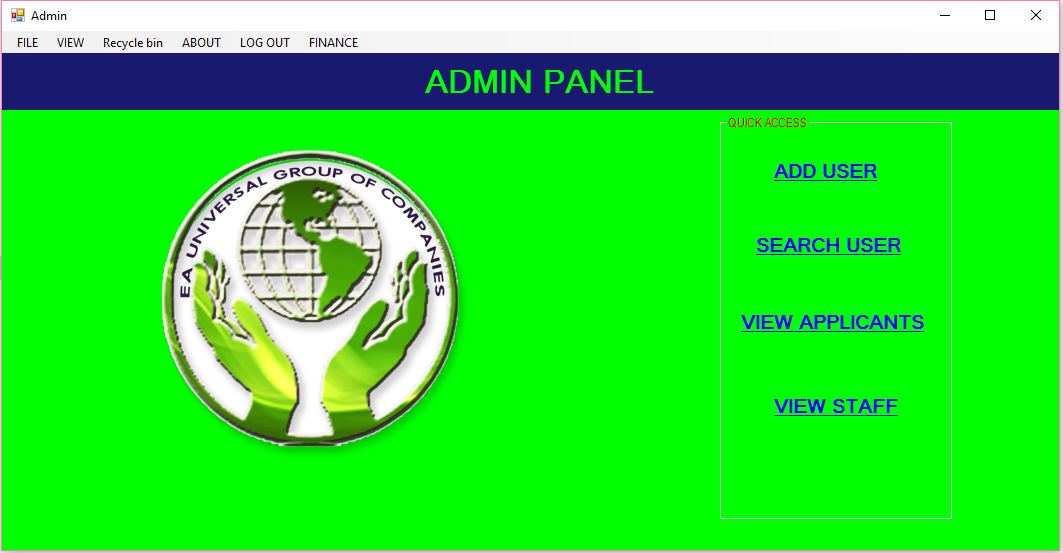 Admin
FILE VIEW Recycle bin ABOUT LOG OUT FINANCE
ADMIN PANEL
EA UNIVERSAL GROUP OF COMPANIES
QUICK ACCESS
ADD USER
SEARCH USER
VIEW APPLICANTS
VIEW STAFF